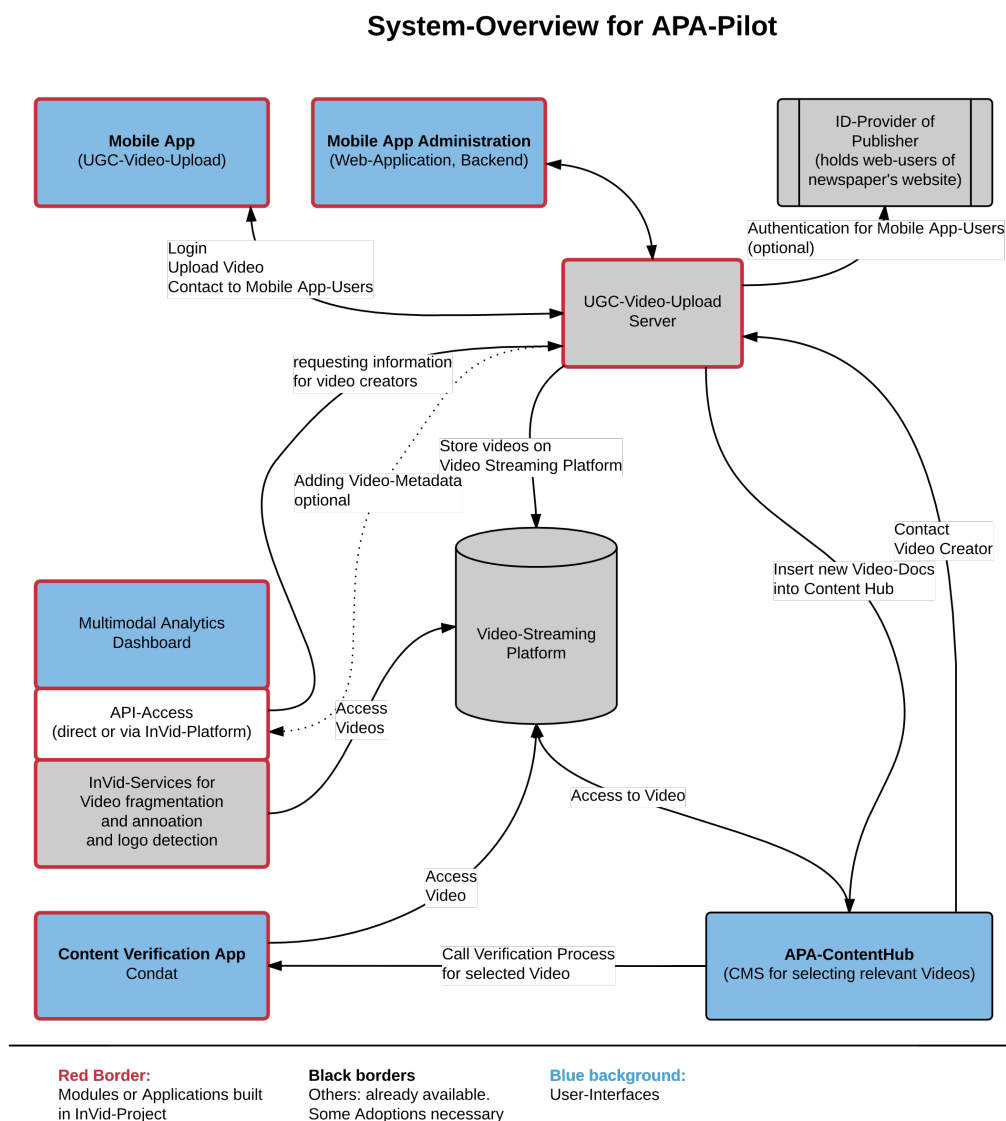 System-Overview for APA-Pilot
Mobile App
(UGC-Video-Upload)
Mobile App Administration
(Web-Application, Backend)
ID-Provider of
Publisher
(holds web-users of
newspaper's website)
Login
Upload Video
Contact to Mobile App-Users
Authentication for Mobile App-Users
(optional)
UGC-Video-Upload
Server
requesting information
for video creators
Store videos on
Video Streaming Platform
Adding Video-Metadata
optional
Contact
Video Creator
Insert new Video-Docs
into Content Hub
Multimodal Analytics
Dashboard
Video-Streaming
Platform
API-Access
(direct or via InVid-Platform)
Access
Videos
InVid-Services for
Video fragmentation
and annoation
and logo detection
Access to Video
Access
Video
Content Verification App
Condat
Call Verification Process
for selected Video
APA-ContentHub
(CMS for selecting relevant Videos)
Red Border:
Modules or Applications built
in InVid-Project
Black borders
Others: already available.
Some Adoptions necessary
Blue background:
User-Interfaces